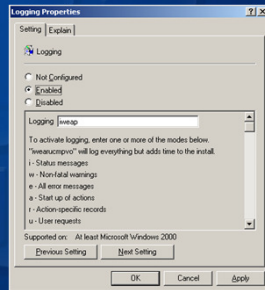 Logging Properties
Setting Explain
Logging
Not Configured
Enabled
Disabled
Logging iweap
To activate logging, enter one or more of the modes below.
"iwearucmpvo" will log everything but adds time to the install.
i - Status messages
w - Non-fatal warnings
e - All error messages
a - Start up of actions
r - Action-specific records
u - User requests
Supported on: At least Microsoft Windows 2000
Previous Setting Next Setting
OK Cancel Apply